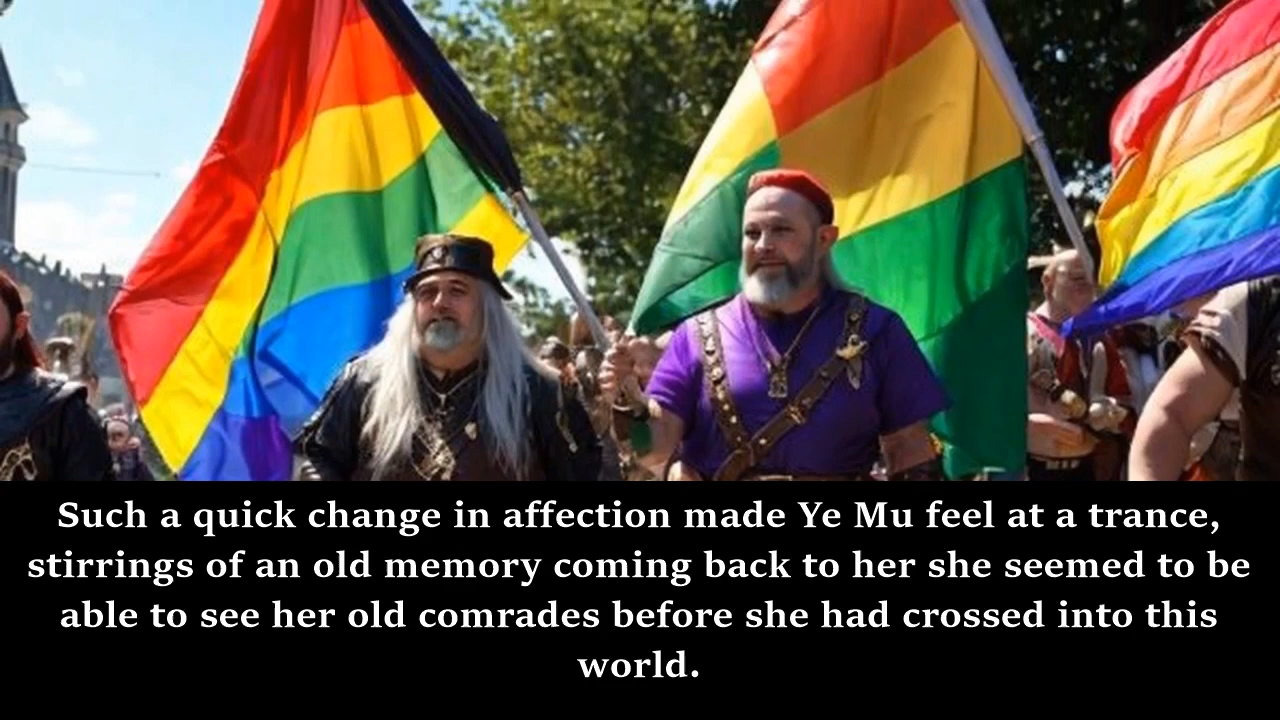 Such a quick change in affection made Ye Mu feel at a trance,
stirrings of an old memory coming back to her she seemed to be
able to see her old comrades before she had crossed into this
world.